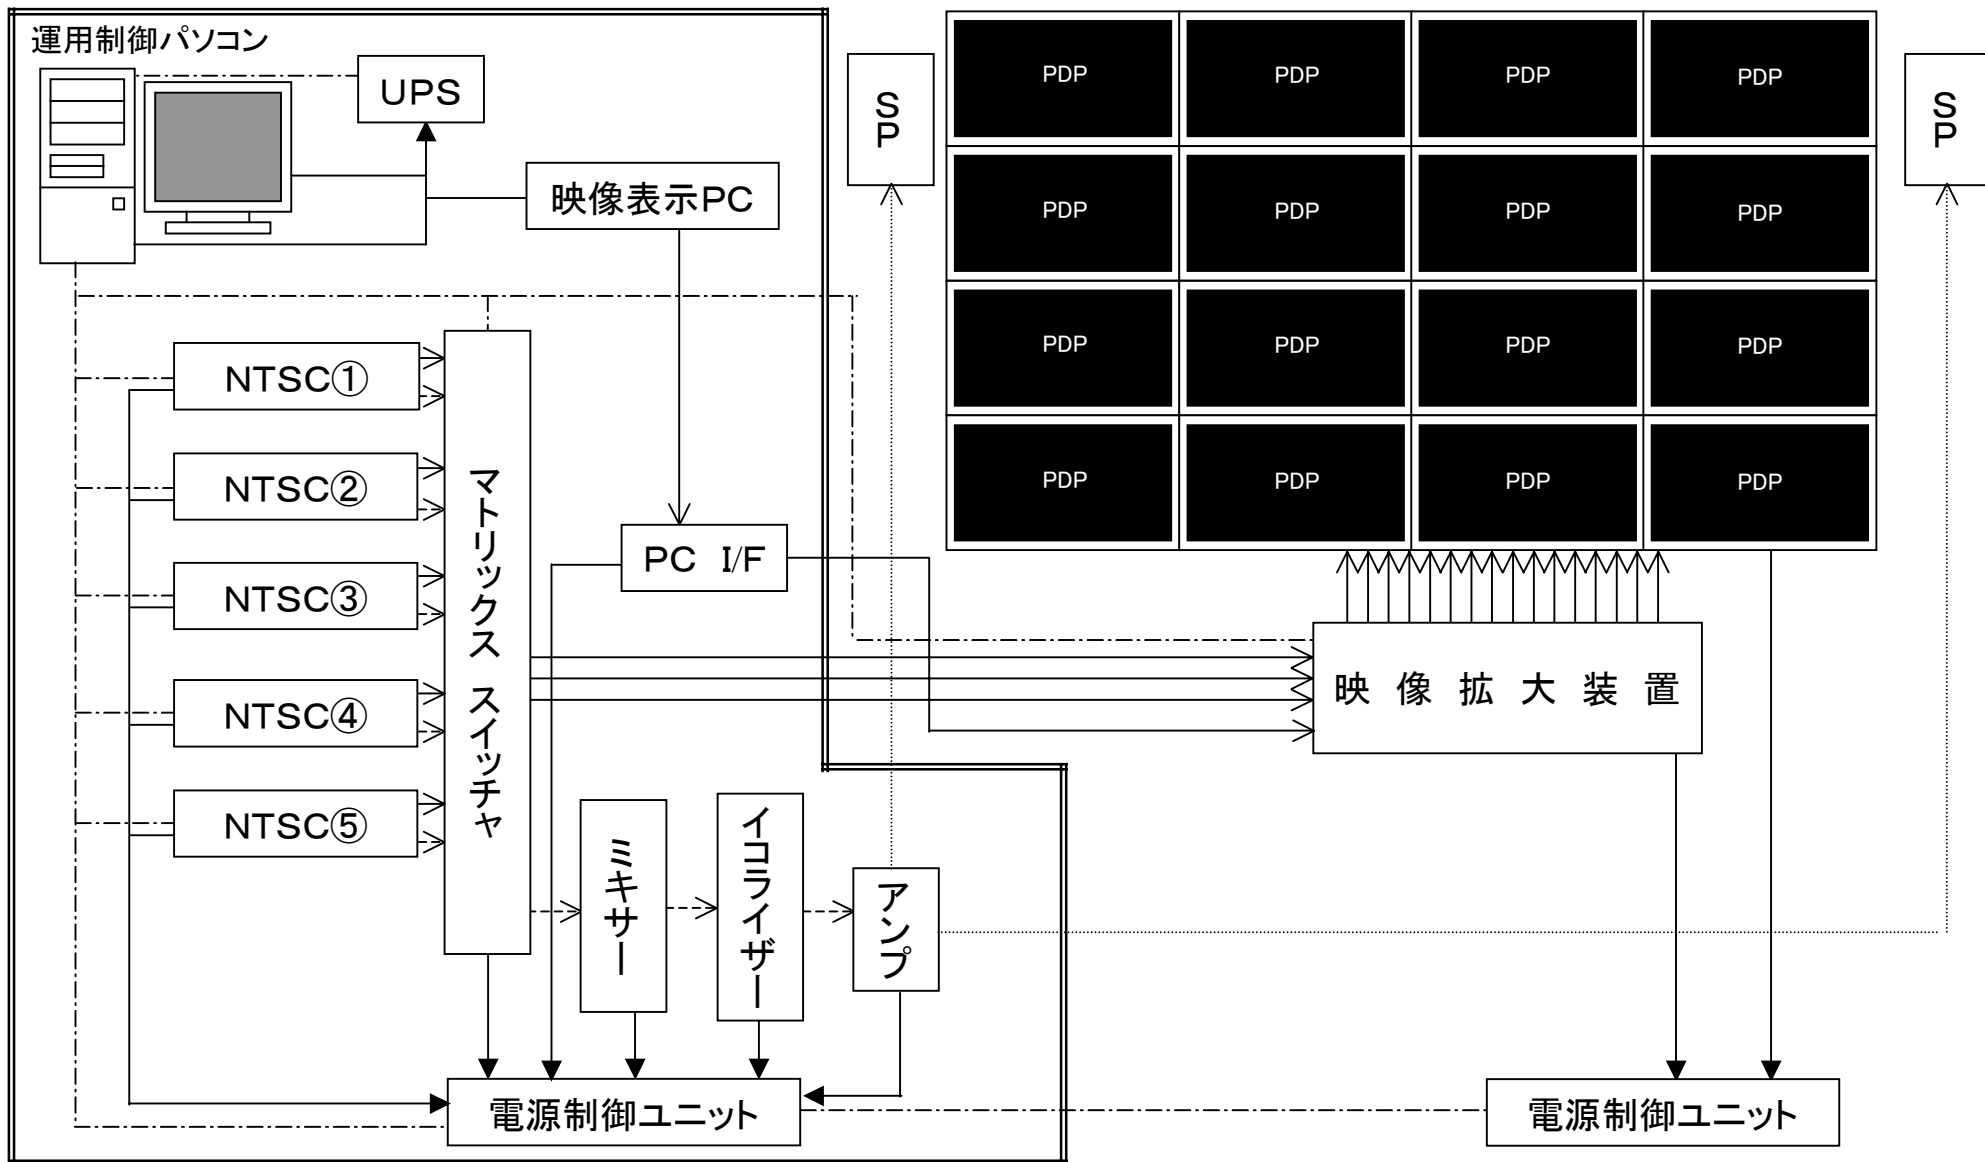 運用制御パソコン
UPS
映像表示PC
SP
PDP PDP PDP PDP
PDP PDP PDP PDP
PDP PDP PDP PDP
PDP PDP PDP PDP
SP
NTSC①
NTSC②
NTSC③
NTSC④
NTSC⑤
マトリックス スイッチャ
PC I/F
映像拡大装置
ミキサー
イコライザー
アンプ
電源制御ユニット
電源制御ユニット